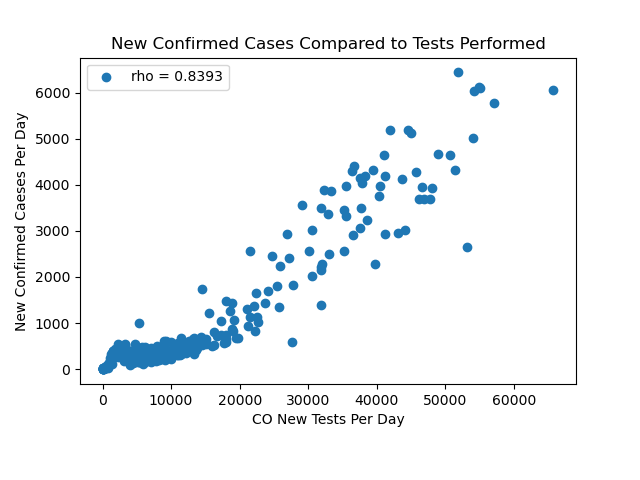 New Confirmed Cases Compared to Tests Performed
rho = 0.8393
6000
5000
4000
3000
2000
1000
0
New Confirmed Caeses Per Day
0 10000 20000 30000 40000 50000 60000
CO New Tests Per Day